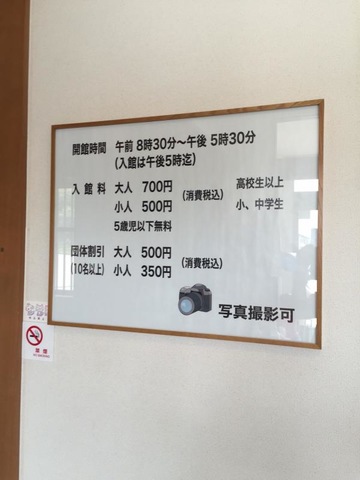 開館時間 午前 8時30分～午後 5時30分
(入館は午後5時迄)
入館料 大人 700円 (消費税込) 高校生以上
小人 500円 小、中学生
5歳児以下無料
団体割引 大人 500円 (消費税込)
(10名以上) 小人 350円
写真撮影可
禁煙